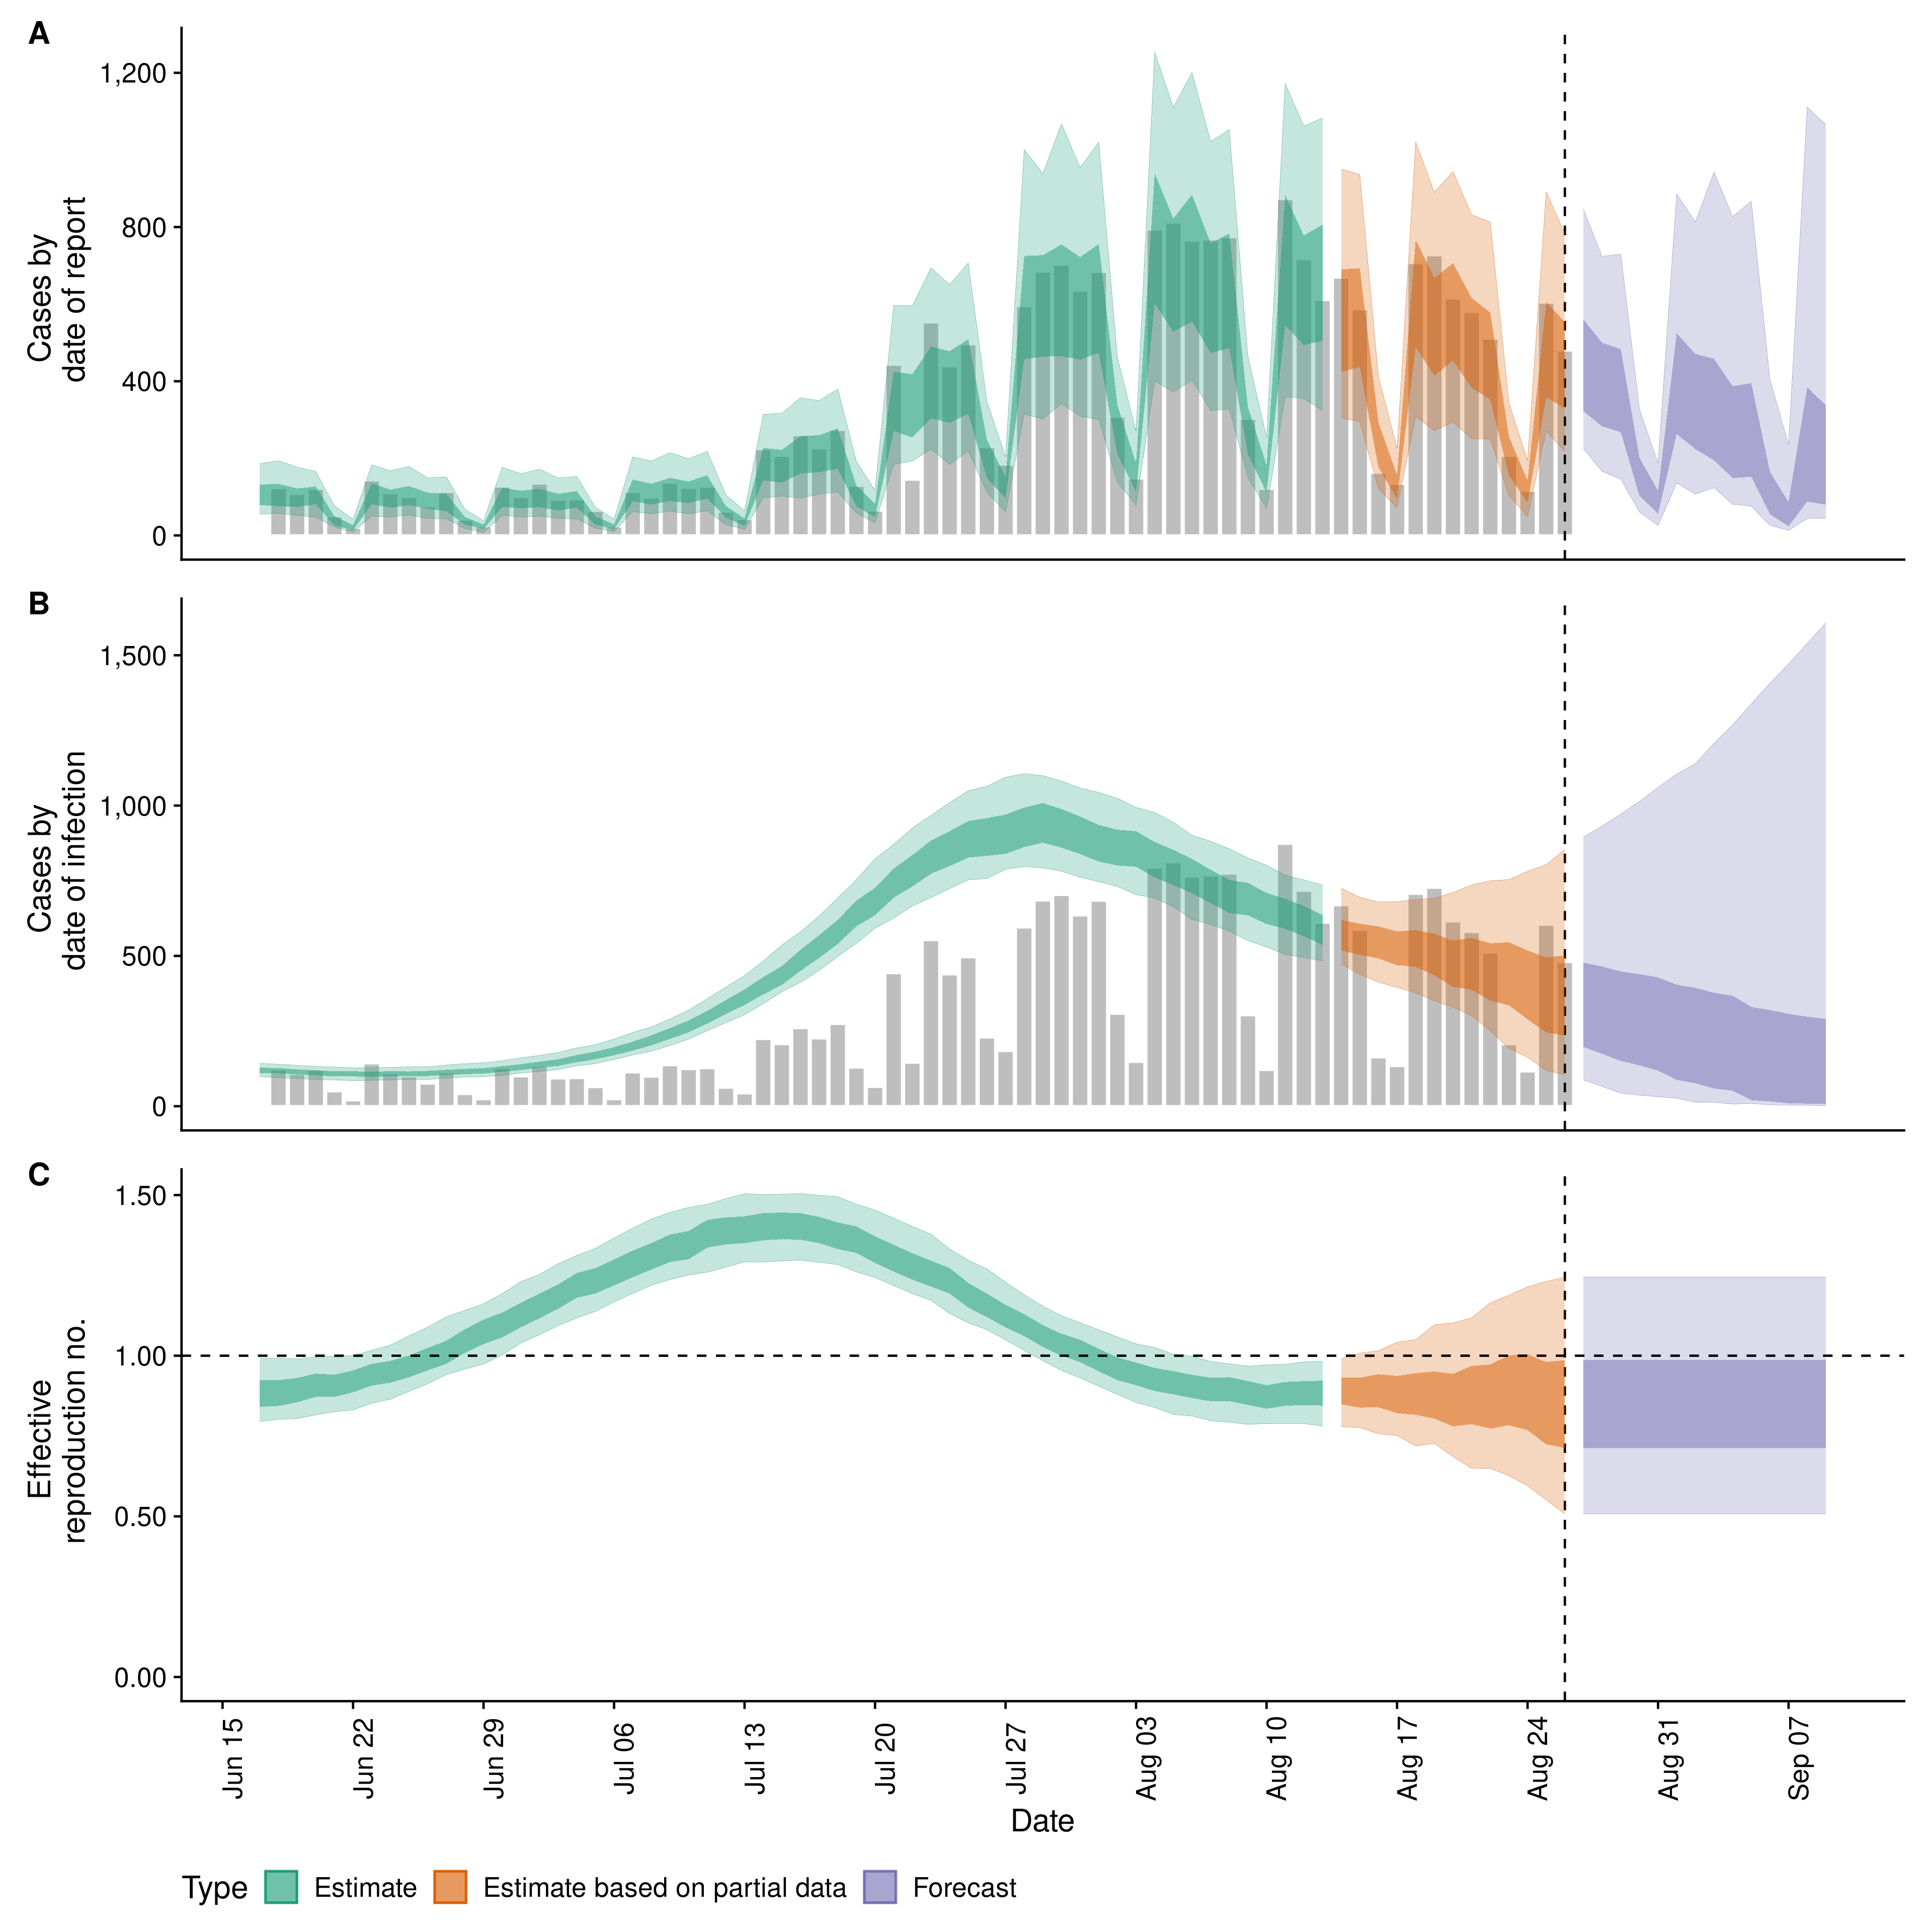 A
Cases by
date of report
1,200
800
400
0
B
Cases by
date of infection
1,500
1,000
500
0
C
Effective
reproduction no.
1.50
1.00
0.50
0.00
Jun 15
Jun 22
Jun 29
Jul 06
Jul 13
Jul 20
Jul 27
Aug 03
Aug 10
Aug 17
Aug 24
Aug 31
Sep 07
Date
Type Estimate Estimate based on partial data Forecast